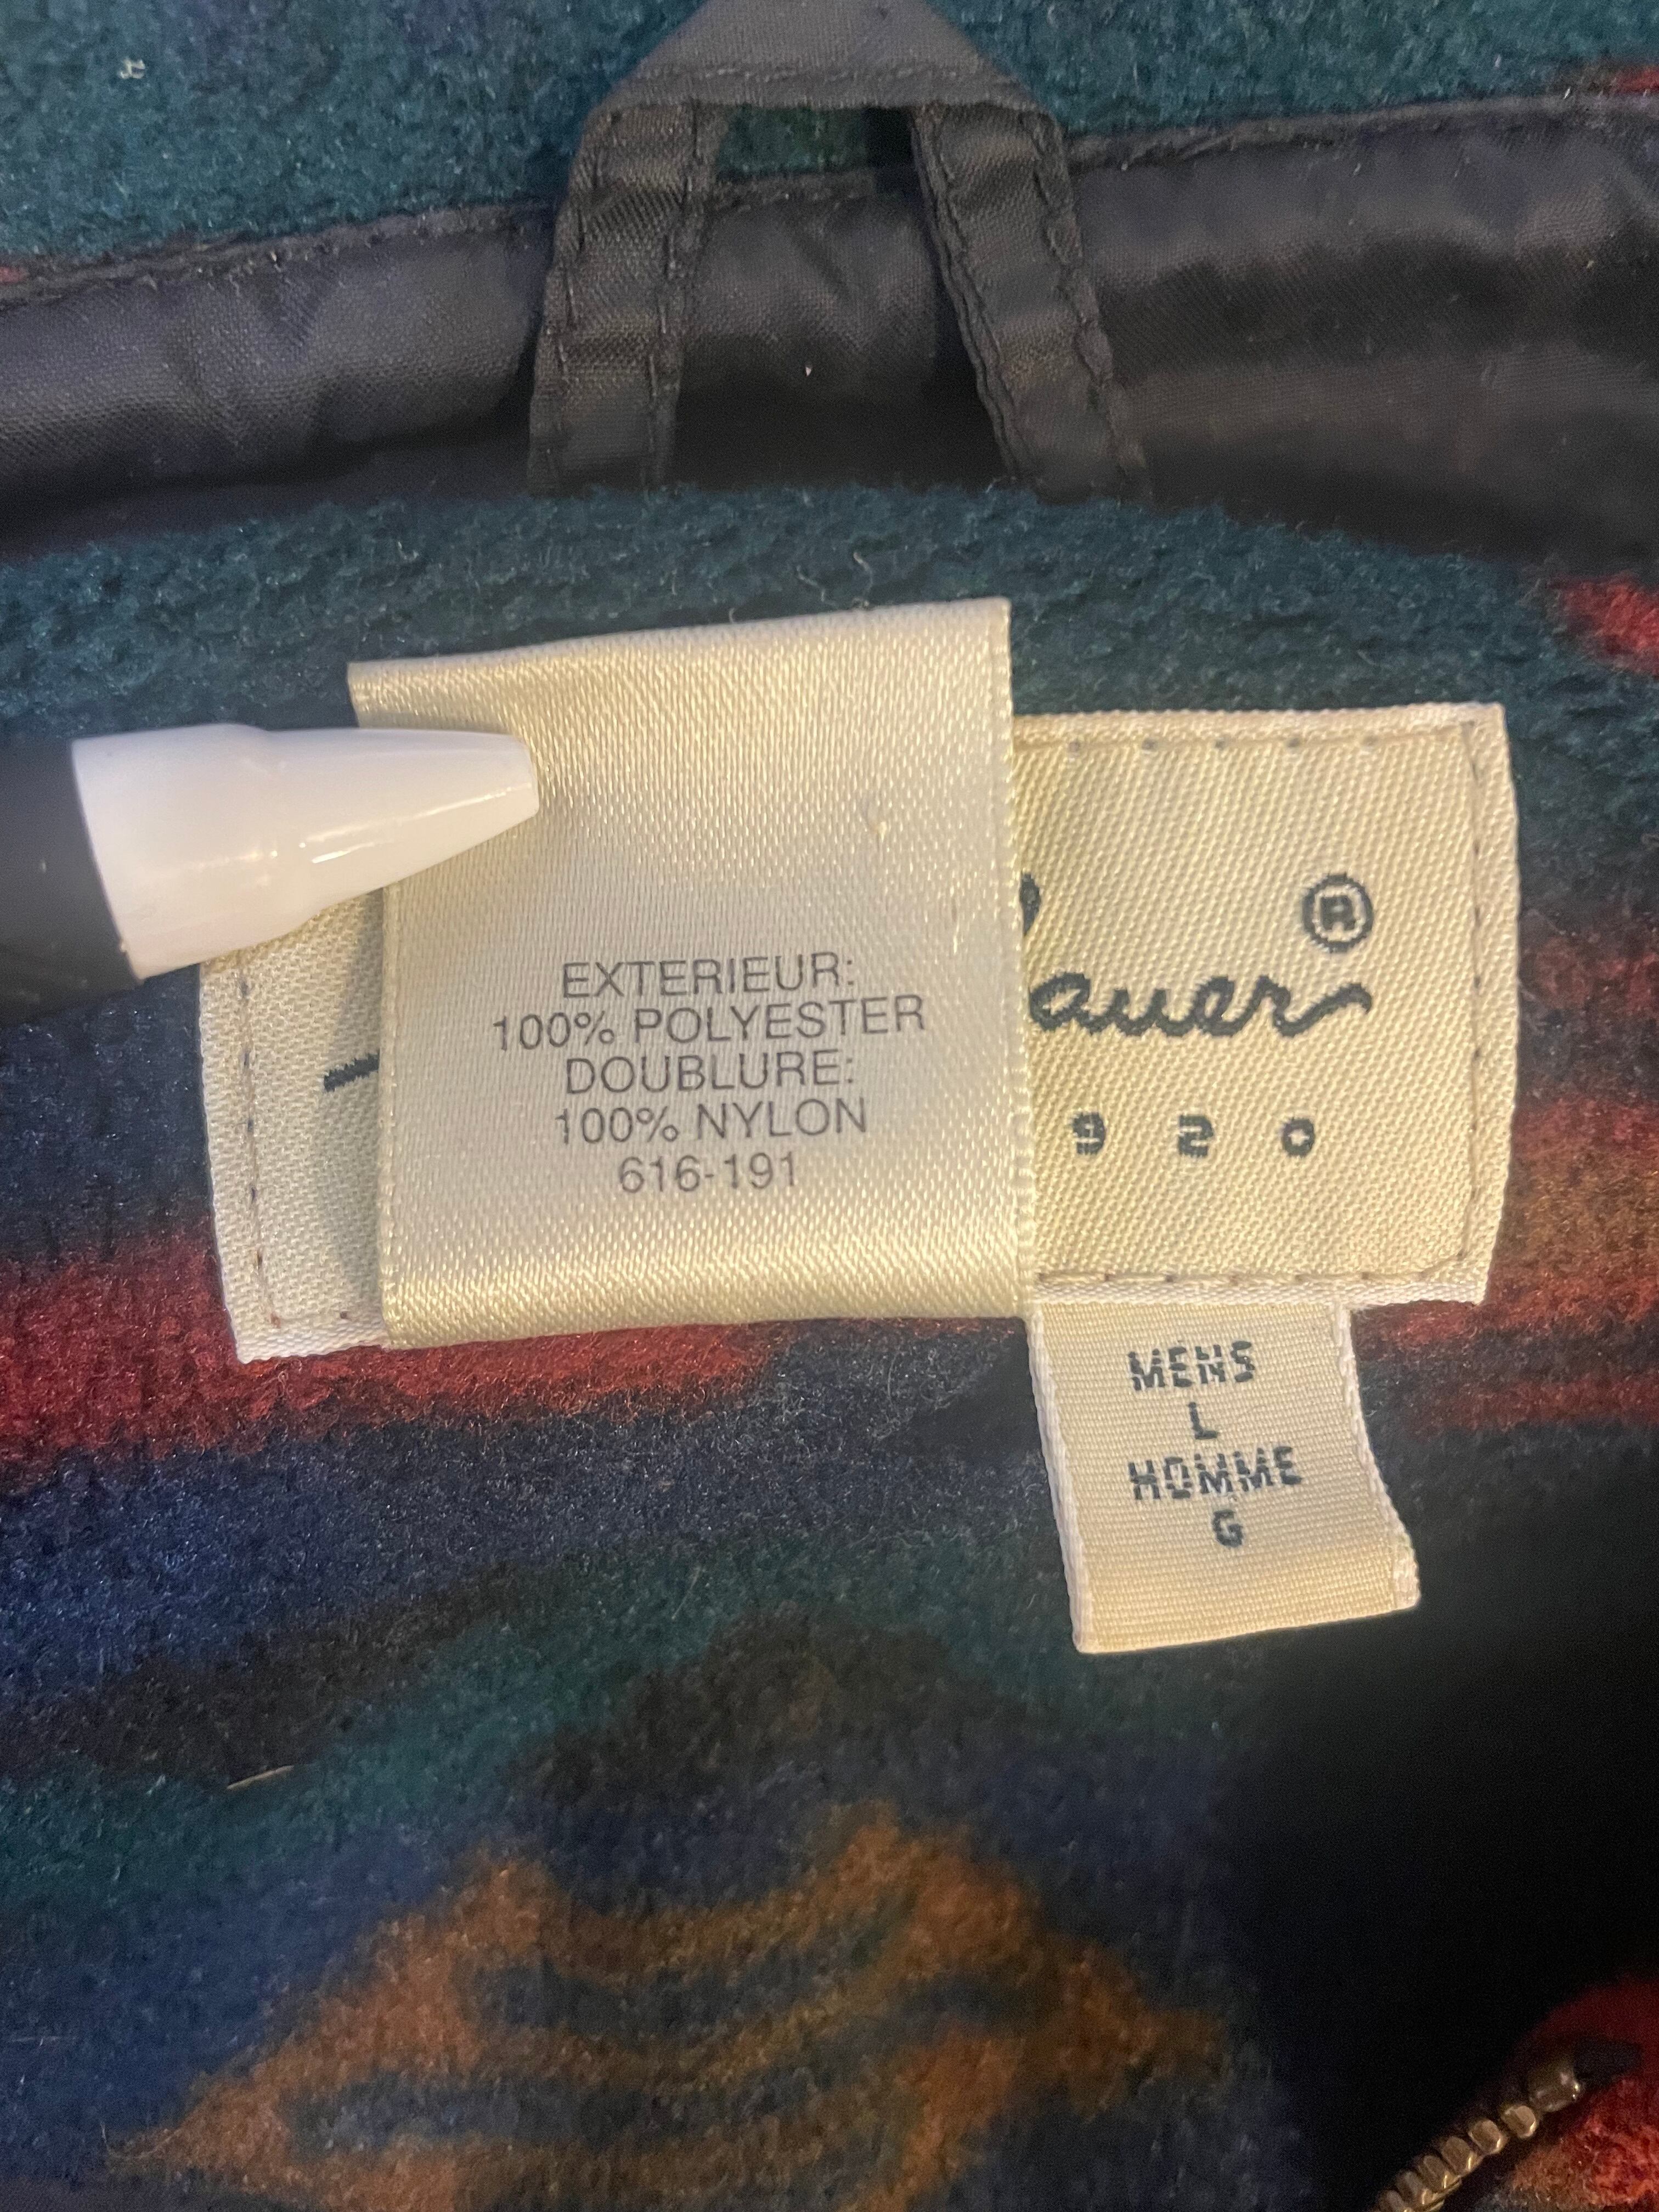 EXTERIEUR:
100% POLYESTER
DOUBLURE:
100% NYLON
616-191
auer®
920
MENS
L
HOMME
G